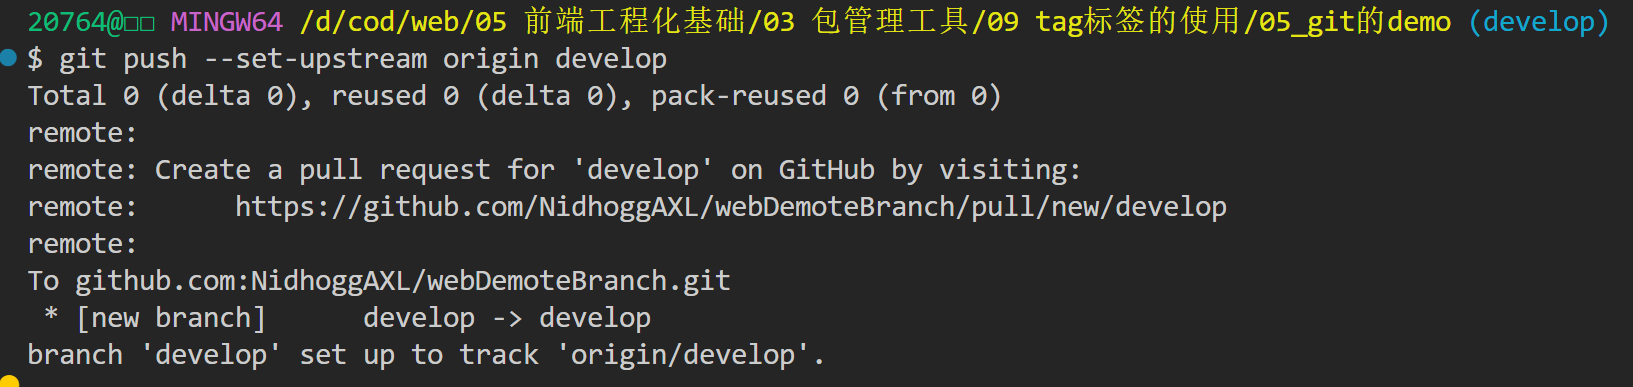 20764@□□ MINGW64 /d/cod/web/05 前端工程化基础/03 包管理工具/09 tag标签的使用/05_git的demo (develop)
$ git push --set-upstream origin develop
Total 0 (delta 0), reused 0 (delta 0), pack-reused 0 (from 0)
remote:
remote: Create a pull request for 'develop' on GitHub by visiting:
remote:      https://github.com/NidhoggAXL/webDemoteBranch/pull/new/develop
remote:
To github.com:NidhoggAXL/webDemoteBranch.git
 * [new branch]      develop -> develop
branch 'develop' set up to track 'origin/develop'.